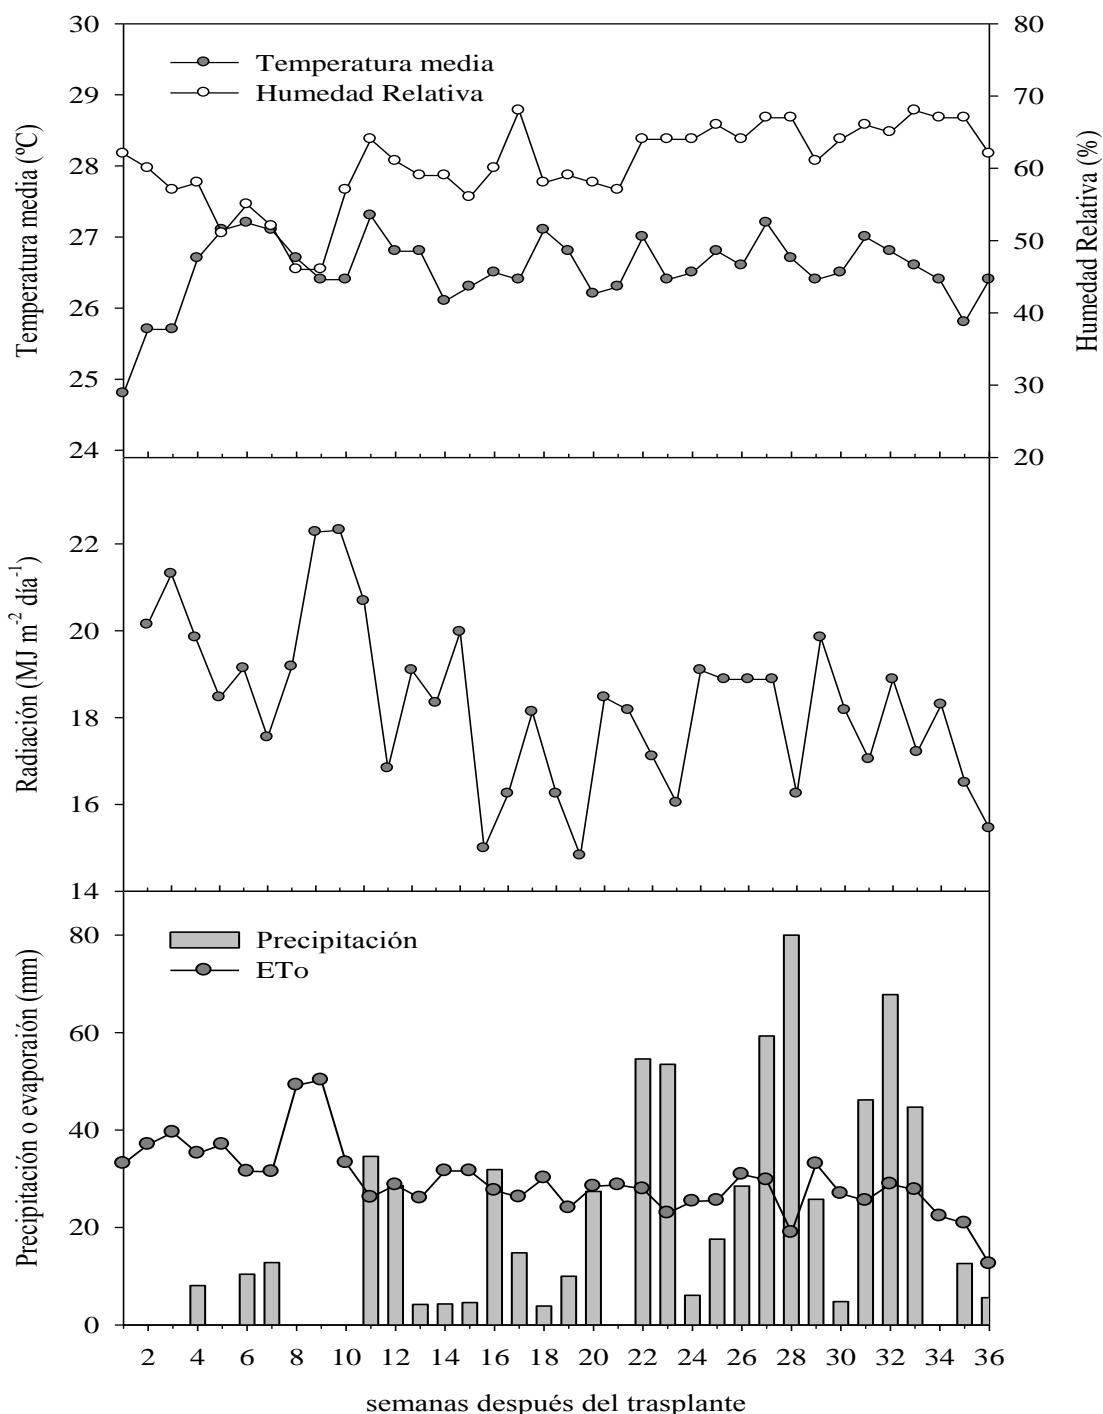 30
29
28
27
26
25
24
Temperatura media (ºC)
Temperatura media
Humedad Relativa
80
70
60
50
40
30
20
Humedad Relativa (%)
22
20
18
16
14
Radiación (MJ m⁻² día⁻¹)
80
60
40
20
0
Precipitación o evaporaión (mm)
Precipitación
ETo
2 4 6 8 10 12 14 16 18 20 22 24 26 28 30 32 34 36
semanas después del trasplante